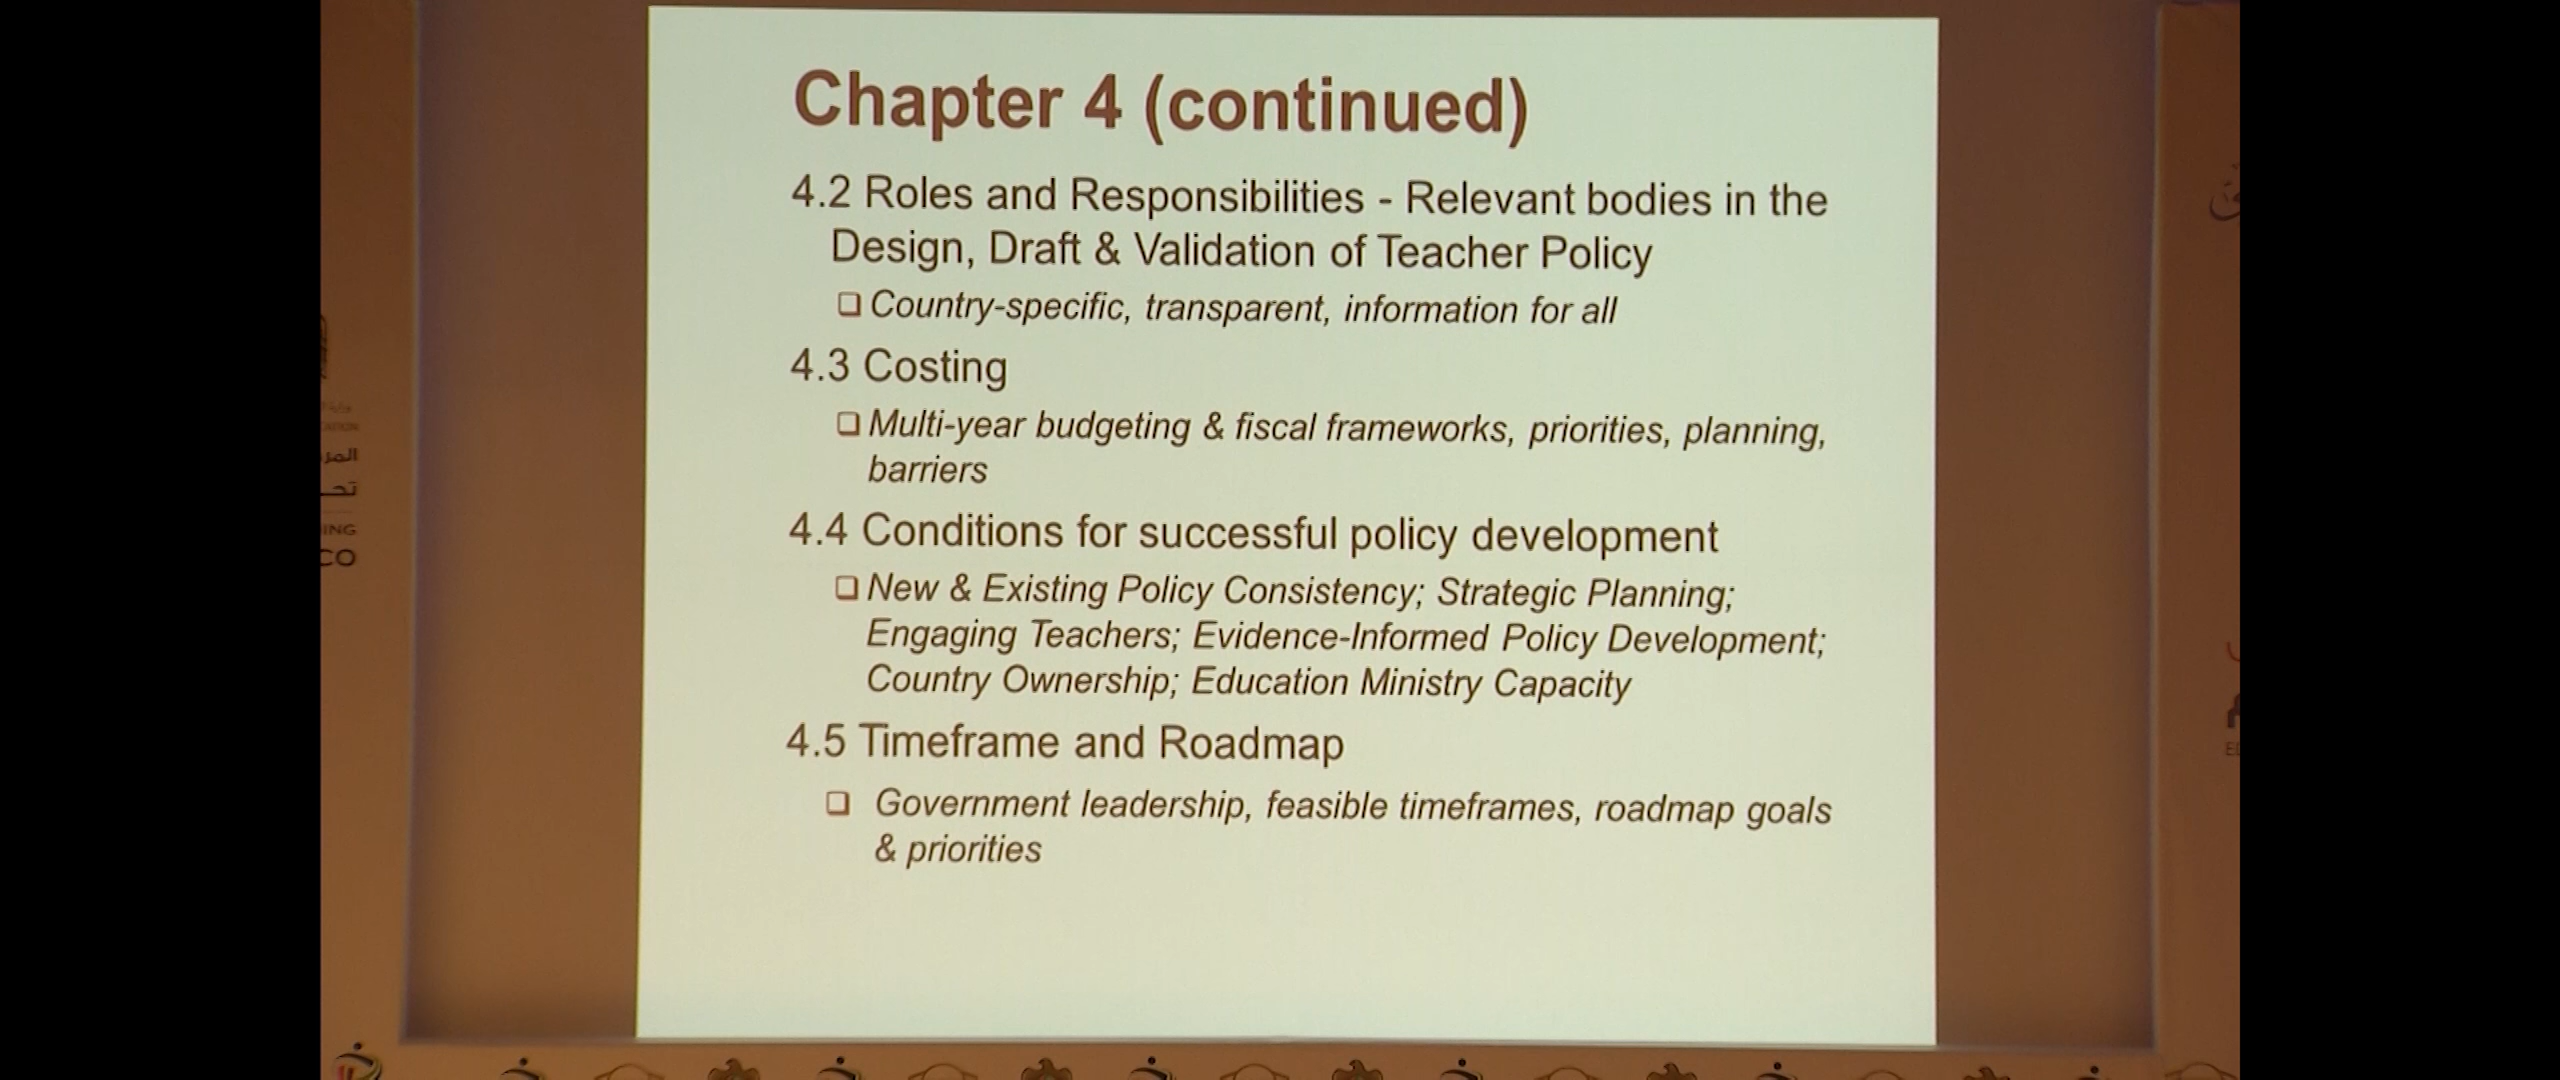 Chapter 4 (continued)
4.2 Roles and Responsibilities - Relevant bodies in the
Design, Draft & Validation of Teacher Policy
❑ Country-specific, transparent, information for all
4.3 Costing
❑ Multi-year budgeting & fiscal frameworks, priorities, planning,
barriers
4.4 Conditions for successful policy development
❑ New & Existing Policy Consistency; Strategic Planning;
Engaging Teachers; Evidence-Informed Policy Development;
Country Ownership; Education Ministry Capacity
4.5 Timeframe and Roadmap
❑ Government leadership, feasible timeframes, roadmap goals
& priorities